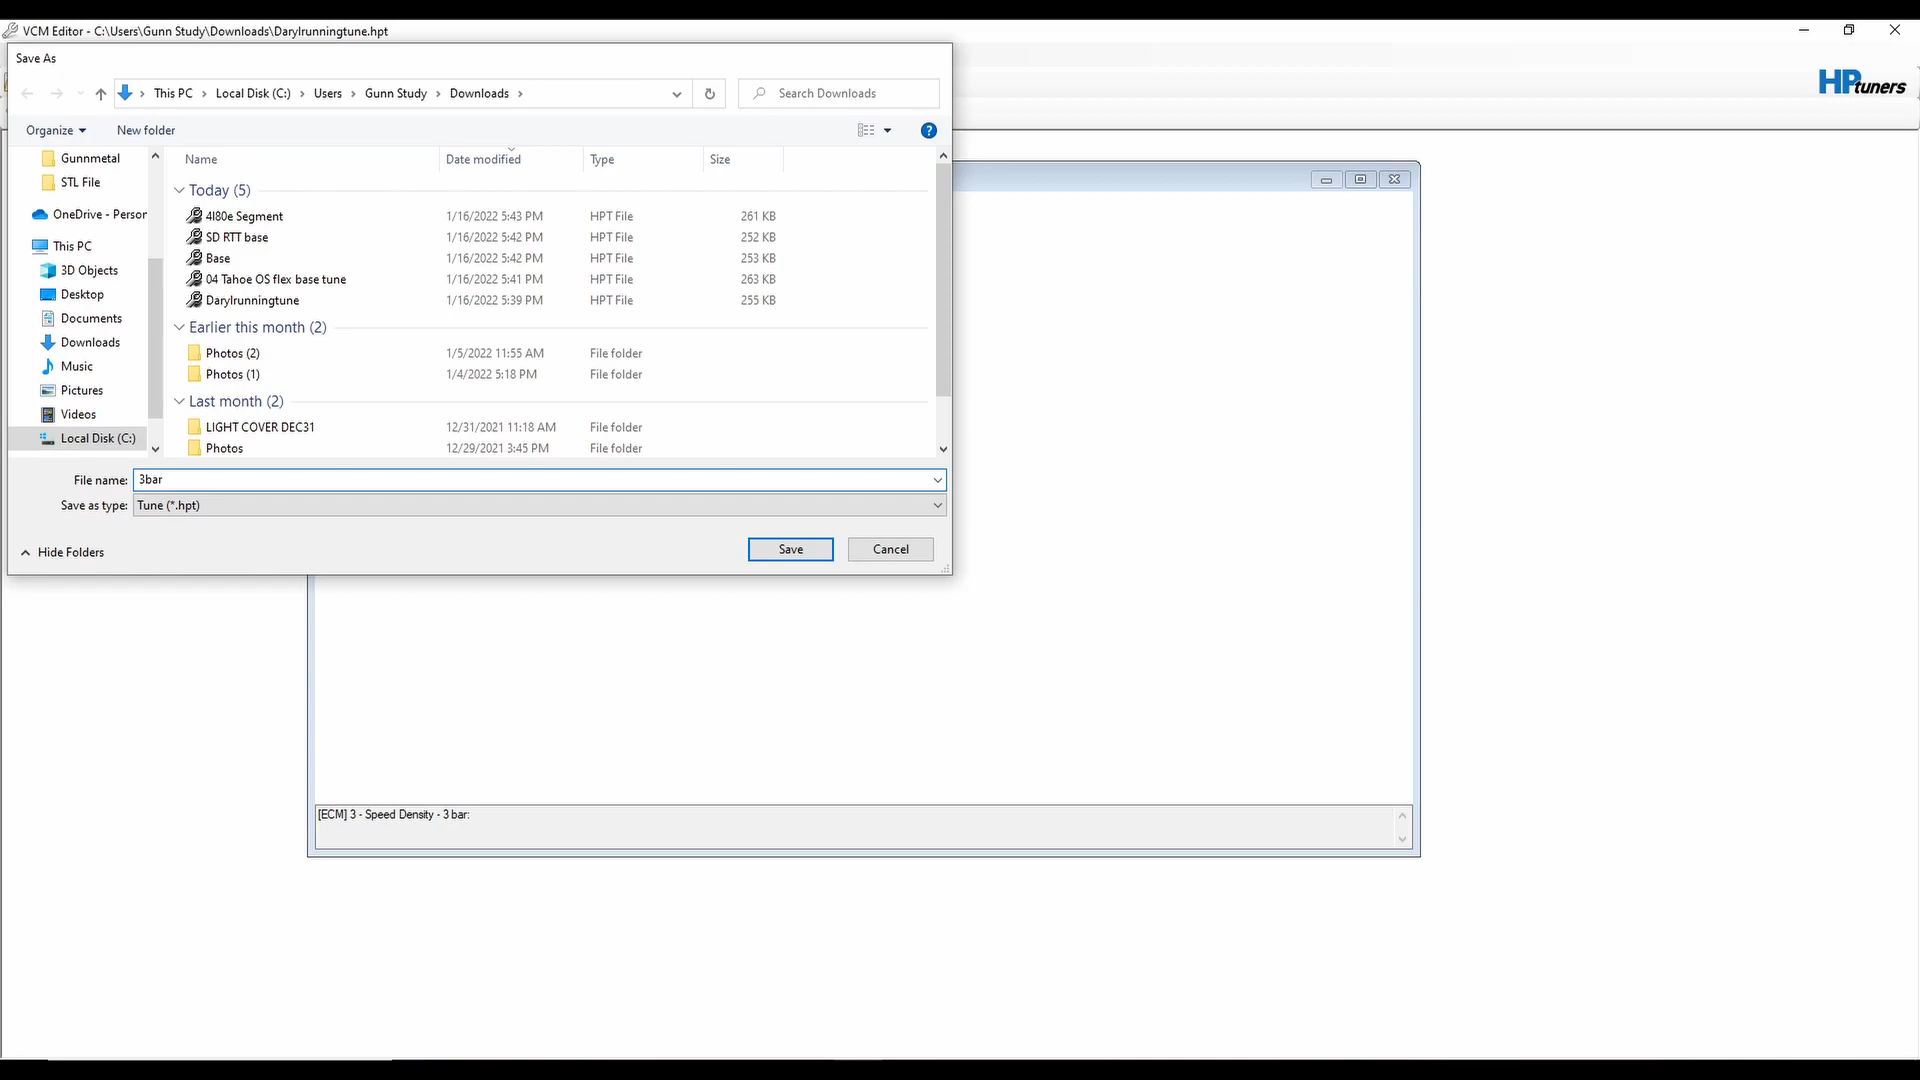 VCM Editor - C:\Users\Gunn Study\Downloads\Darylrunningtune.hpt
Save As
This PC > Local Disk (C:) > Users > Gunn Study > Downloads >
Search Downloads
HPtuners
Organize
New folder
?
Gunnmetal
STL File
OneDrive - Person
This PC
3D Objects
Desktop
Documents
Downloads
Music
Pictures
Videos
Local Disk (C:)
Name Date modified Type Size
Today (5)
4l80e Segment 1/16/2022 5:43 PM HPT File 261 KB
SD RTT base 1/16/2022 5:42 PM HPT File 252 KB
Base 1/16/2022 5:42 PM HPT File 253 KB
04 Tahoe OS flex base tune 1/16/2022 5:41 PM HPT File 263 KB
Darylrunningtune 1/16/2022 5:39 PM HPT File 255 KB
Earlier this month (2)
Photos (2) 1/5/2022 11:55 AM File folder
Photos (1) 1/4/2022 5:18 PM File folder
Last month (2)
LIGHT COVER DEC31 12/31/2021 11:18 AM File folder
Photos 12/29/2021 3:45 PM File folder
File name: 3bar
Save as type: Tune (*.hpt)
Hide Folders
Save
Cancel
[ECM] 3 - Speed Density - 3 bar: